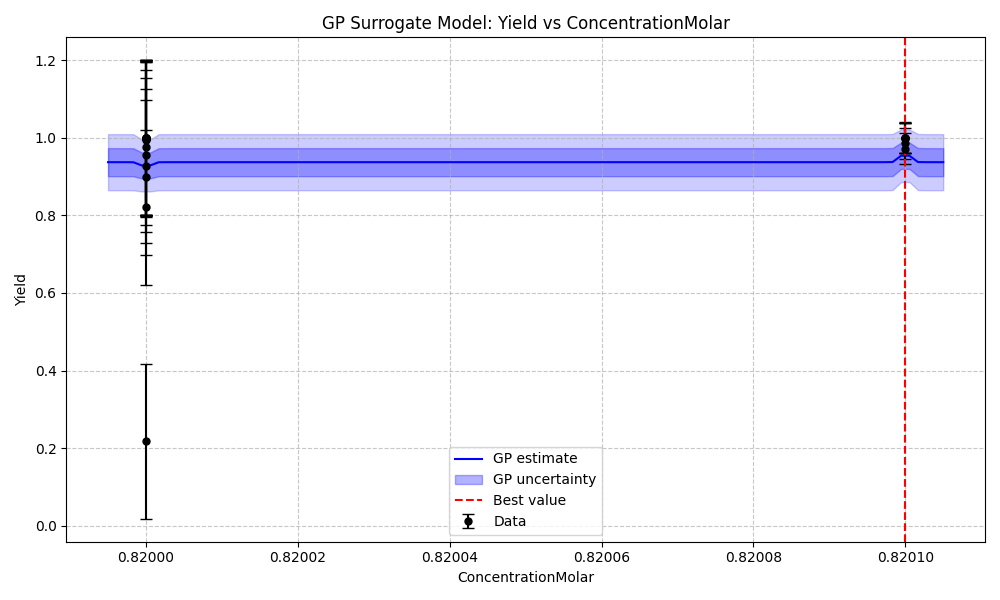 GP Surrogate Model: Yield vs ConcentrationMolar
Yield
1.2
1.0
0.8
0.6
0.4
0.2
0.0
GP estimate
GP uncertainty
Best value
Data
0.82000
0.82002
0.82004
0.82006
0.82008
0.82010
ConcentrationMolar